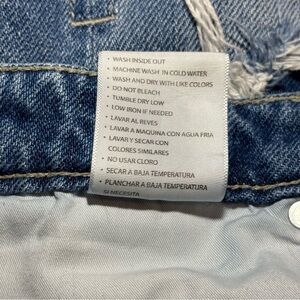 • WASH INSIDE OUT
• MACHINE WASH IN COLD WATER
• WASH AND DRY WITH LIKE COLORS
• DO NOT BLEACH
• TUMBLE DRY LOW
• LOW IRON IF NEEDED
• LAVAR AL REVES
• LAVAR A MAQUINA CON AGUA FRIA
• LAVAR Y SECAR CON
COLORES SIMILARES
• NO USAR CLORO
• SECAR A BAJA TEMPERATURA
• PLANCHAR A BAJA TEMPERATURA
SI NECESITA